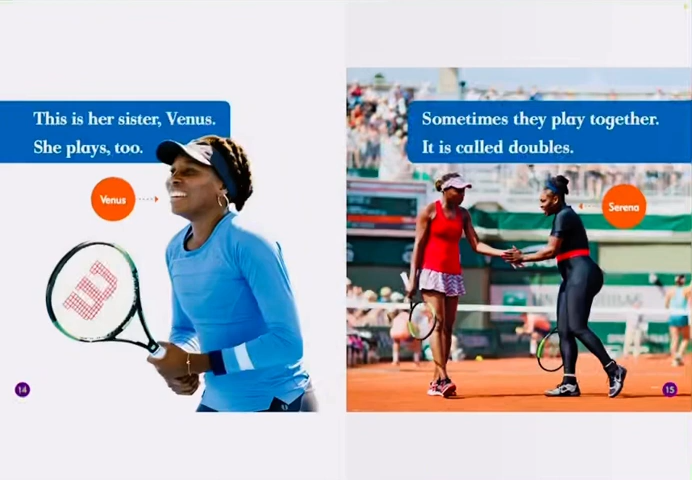 This is her sister, Venus.
She plays, too.
Venus
W
14
Sometimes they play together.
It is called doubles.
Serena
15